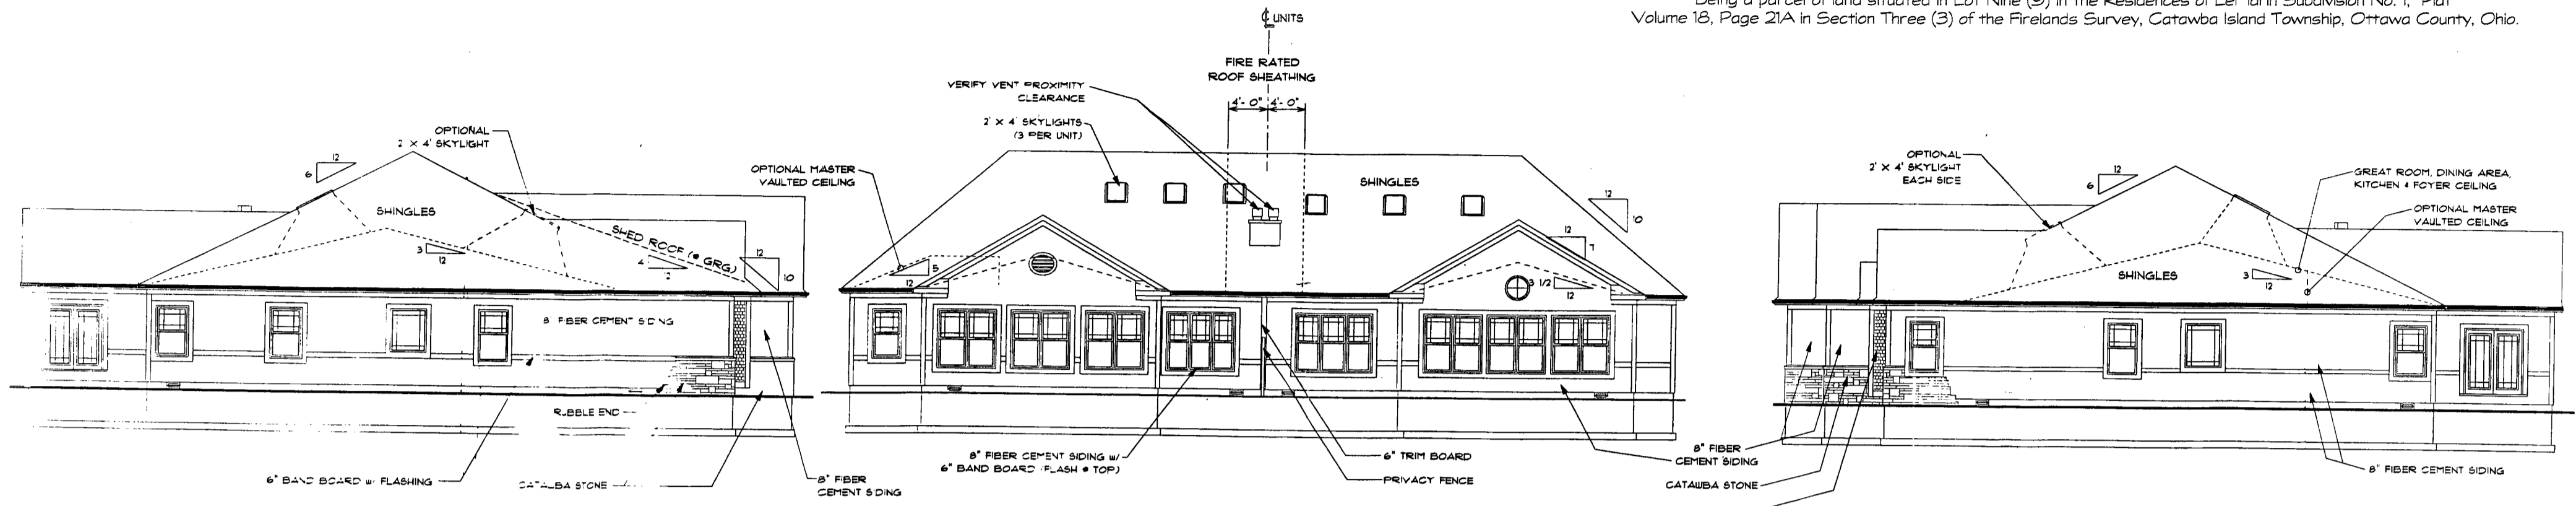 Being a parcel of land situated in Lot Nine (9) in the Residences of Subdivision No. 1, Plat
Volume 18, Page 21A in Section Three (3) of the Firelands Survey, Catawba Island Township, Ottawa County, Ohio.
OPTIONAL
2 X 4' SKYLIGHT
12
6
SHINGLES
3
12
SHED ROOF (@ GRG)
4
12
12
10
8" FIBER CEMENT SIDING
RUBBLE END
6" BAND BOARD W/ FLASHING
CATAWBA STONE
8" FIBER
CEMENT SIDING
℄ UNITS
FIRE RATED
ROOF SHEATHING
4'-0" 4'-0"
VERIFY VENT PROXIMITY
CLEARANCE
2' X 4' SKYLIGHTS
(3 PER UNIT)
OPTIONAL MASTER
VAULTED CEILING
SHINGLES
12
10
12
7
5
12
3 1/2
12
8" FIBER CEMENT SIDING W/
6" BAND BOARD (FLASH @ TOP)
6" TRIM BOARD
PRIVACY FENCE
8" FIBER
CEMENT SIDING
CATAWBA STONE
OPTIONAL
2' X 4' SKYLIGHT
EACH SIDE
12
6
GREAT ROOM, DINING AREA,
KITCHEN & FOYER CEILING
OPTIONAL MASTER
VAULTED CEILING
SHINGLES
3
12
8" FIBER CEMENT SIDING